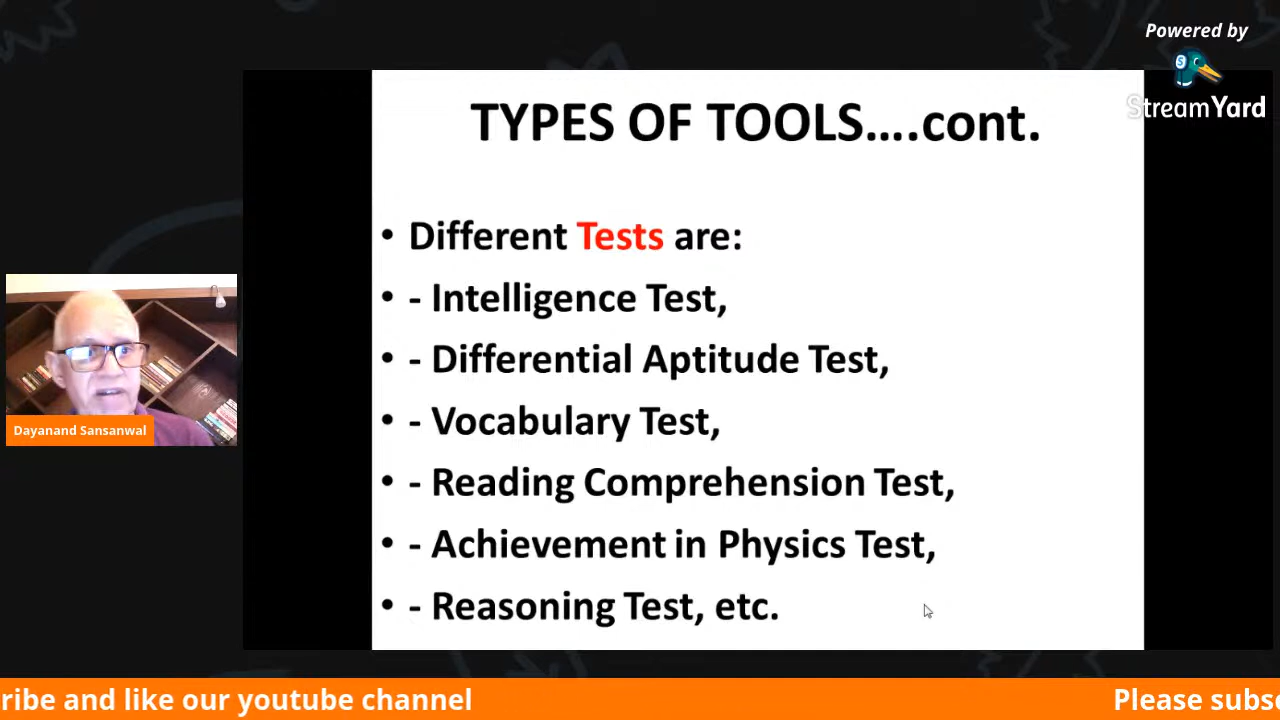 Powered by
StreamYard
TYPES OF TOOLS….cont.
• Different Tests are:
• - Intelligence Test,
• - Differential Aptitude Test,
• - Vocabulary Test,
• - Reading Comprehension Test,
• - Achievement in Physics Test,
• - Reasoning Test, etc.
Dayanand Sansanwal
ribe and like our youtube channel
Please subs